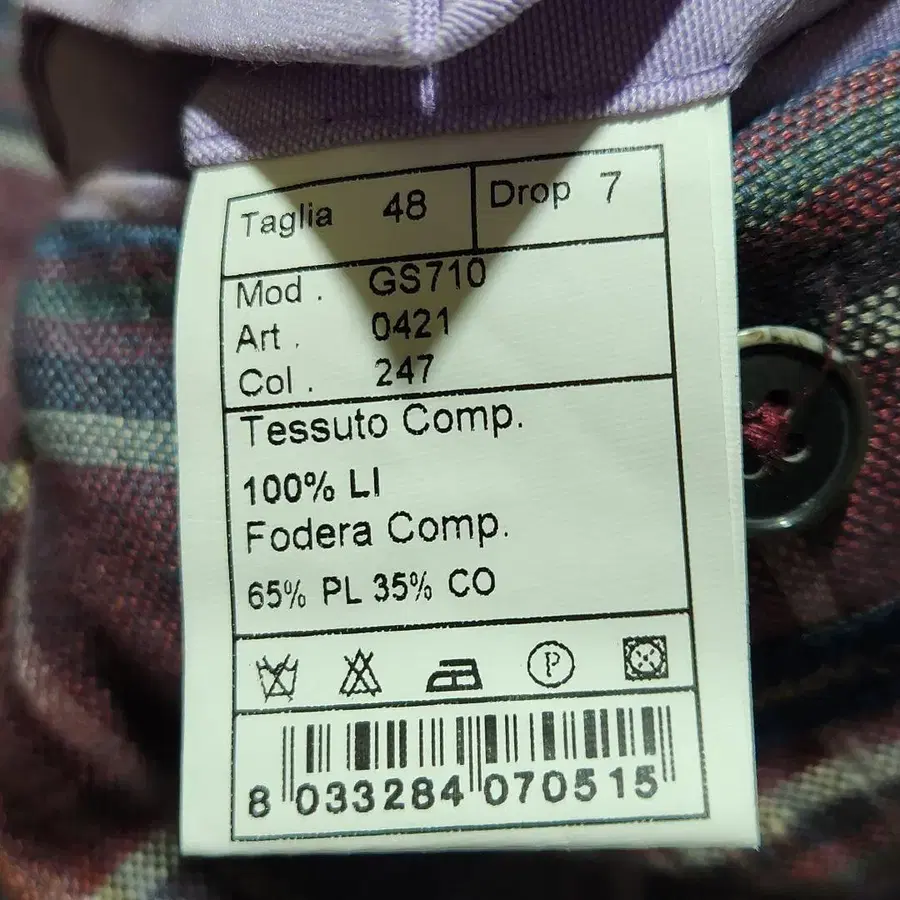 Taglia 48 Drop 7
Mod . GS710
Art . 0421
Col . 247
Tessuto Comp.
100% LI
Fodera Comp.
65% PL 35% CO
P
8 033284 070515